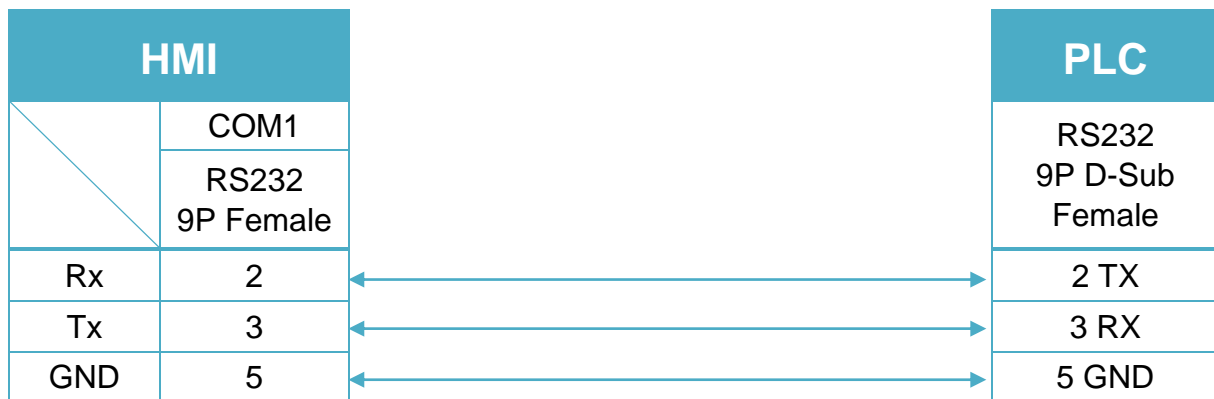 HMI
PLC
COM1
RS232
9P Female
RS232
9P D-Sub
Female
Rx 2 2 TX
Tx 3 3 RX
GND 5 5 GND